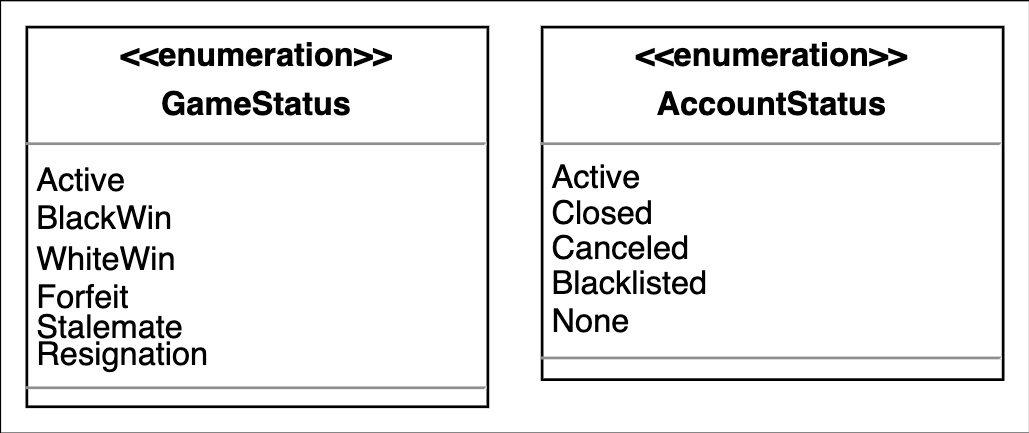 <<enumeration>>
GameStatus
Active
BlackWin
WhiteWin
Forfeit
Stalemate
Resignation
<<enumeration>>
AccountStatus
Active
Closed
Canceled
Blacklisted
None